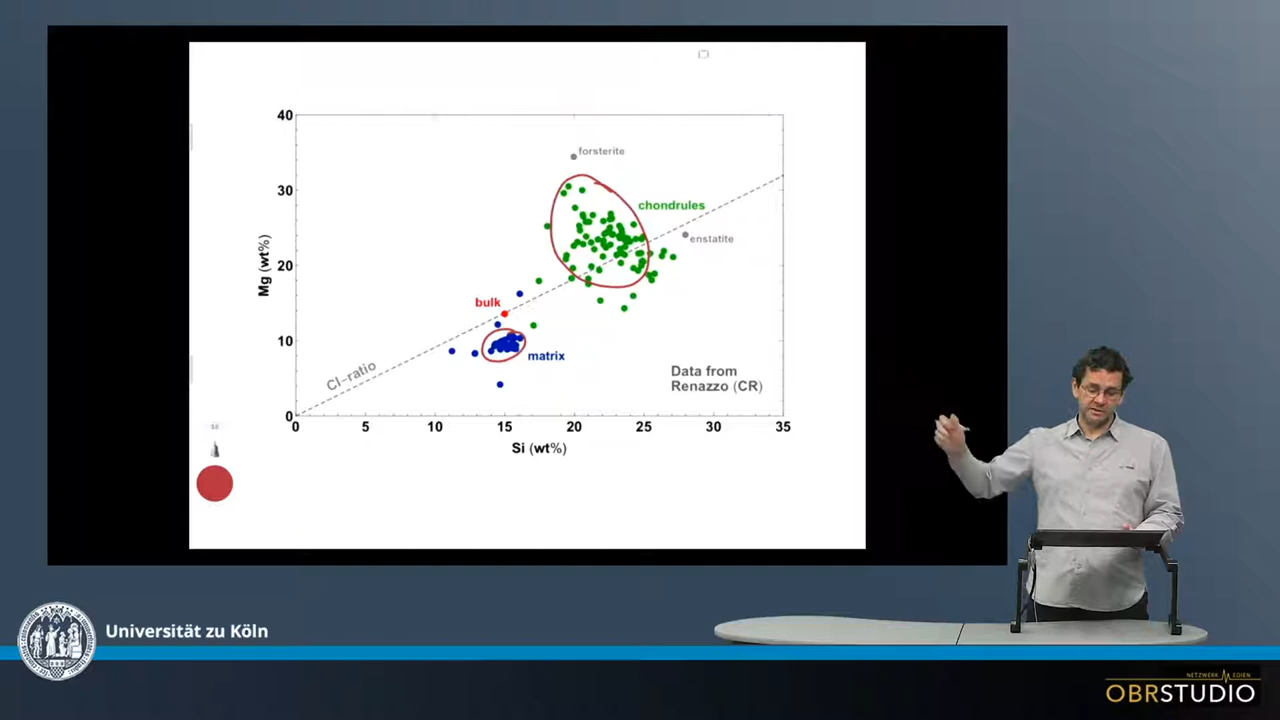 40
forsterite
30
chondrules
enstatite
Mg (wt%)
20
bulk
10
matrix
CI-ratio
Data from
Renazzo (CR)
0
0 5 10 15 20 25 30 35
Si (wt%)
Universität zu Köln
NETZWERK MEDIEN
OBRSTUDIO